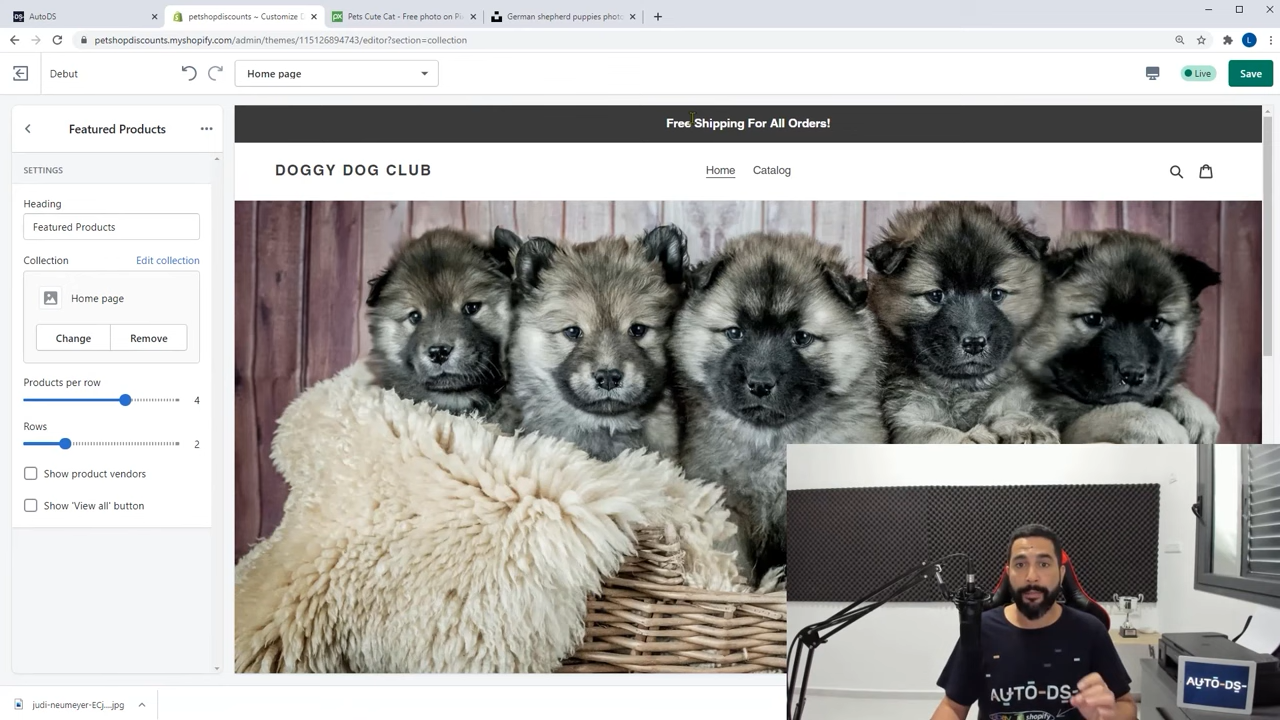 AutoDS
petshopdiscounts ~ Customize D
Pets Cute Cat - Free photo on Pi
German shepherd puppies photo
petshopdiscounts.myshopify.com/admin/themes/115126894743/editor?section=collection
L
Debut
Home page
Live
Save
Featured Products
SETTINGS
Heading
Featured Products
Collection
Edit collection
Home page
Change
Remove
Products per row
4
Rows
2
Show product vendors
Show 'View all' button
Free Shipping For All Orders!
DOGGY DOG CLUB
Home
Catalog
AUTO-DS-
shopify
AUTO-DS-
judi-neumeyer-ECj....jpg